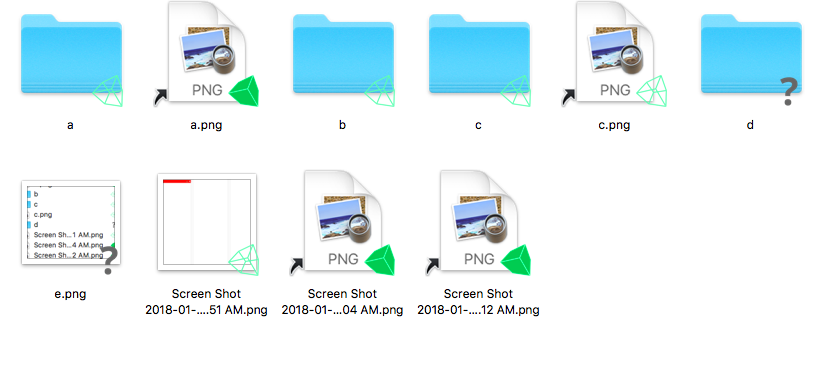 PNG
PNG
a
a.png
b
c
c.png
d
?
b
c
c.png
d
Screen Sh...1 AM.png
Screen Sh...4 AM.png
Screen Sh...2 AM.png
?
PNG
PNG
e.png
Screen Shot
2018-01-....51 AM.png
Screen Shot
2018-01-....04 AM.png
Screen Shot
2018-01-....12 AM.png